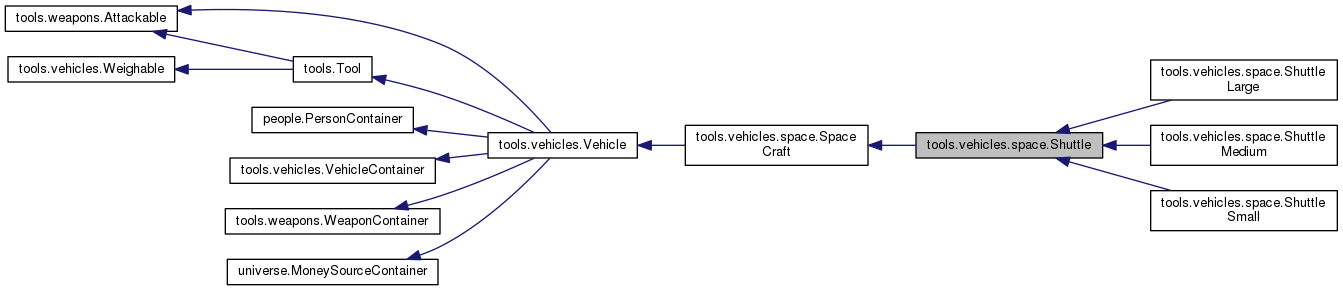 tools.weapons.Attackable
tools.vehicles.Weighable
tools.Tool
people.PersonContainer
tools.vehicles.VehicleContainer
tools.weapons.WeaponContainer
universe.MoneySourceContainer
tools.vehicles.Vehicle
tools.vehicles.space.Space
Craft
tools.vehicles.space.Shuttle
tools.vehicles.space.Shuttle
Large
tools.vehicles.space.Shuttle
Medium
tools.vehicles.space.Shuttle
Small